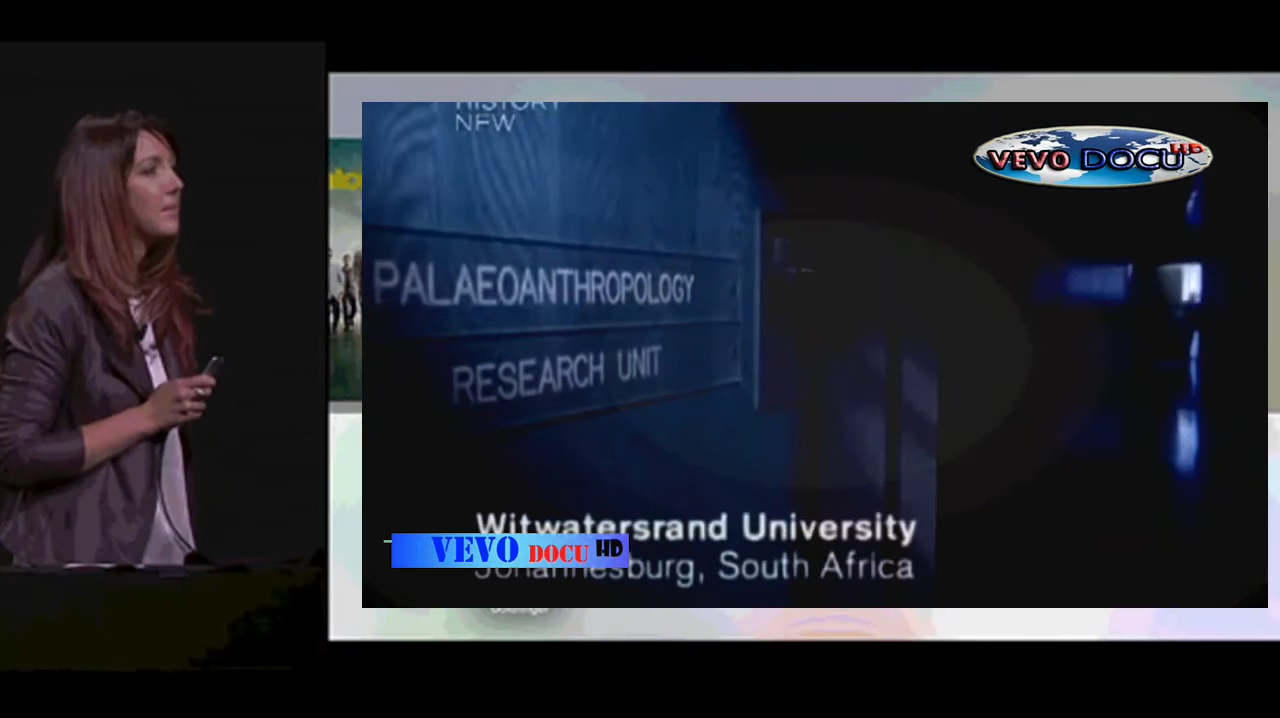 HISTORY
NEW
VEVO DOCU HD
PALAEOANTHROPOLOGY
RESEARCH UNIT
Witwatersrand University
VEVO DOCU HD
Johannesburg, South Africa